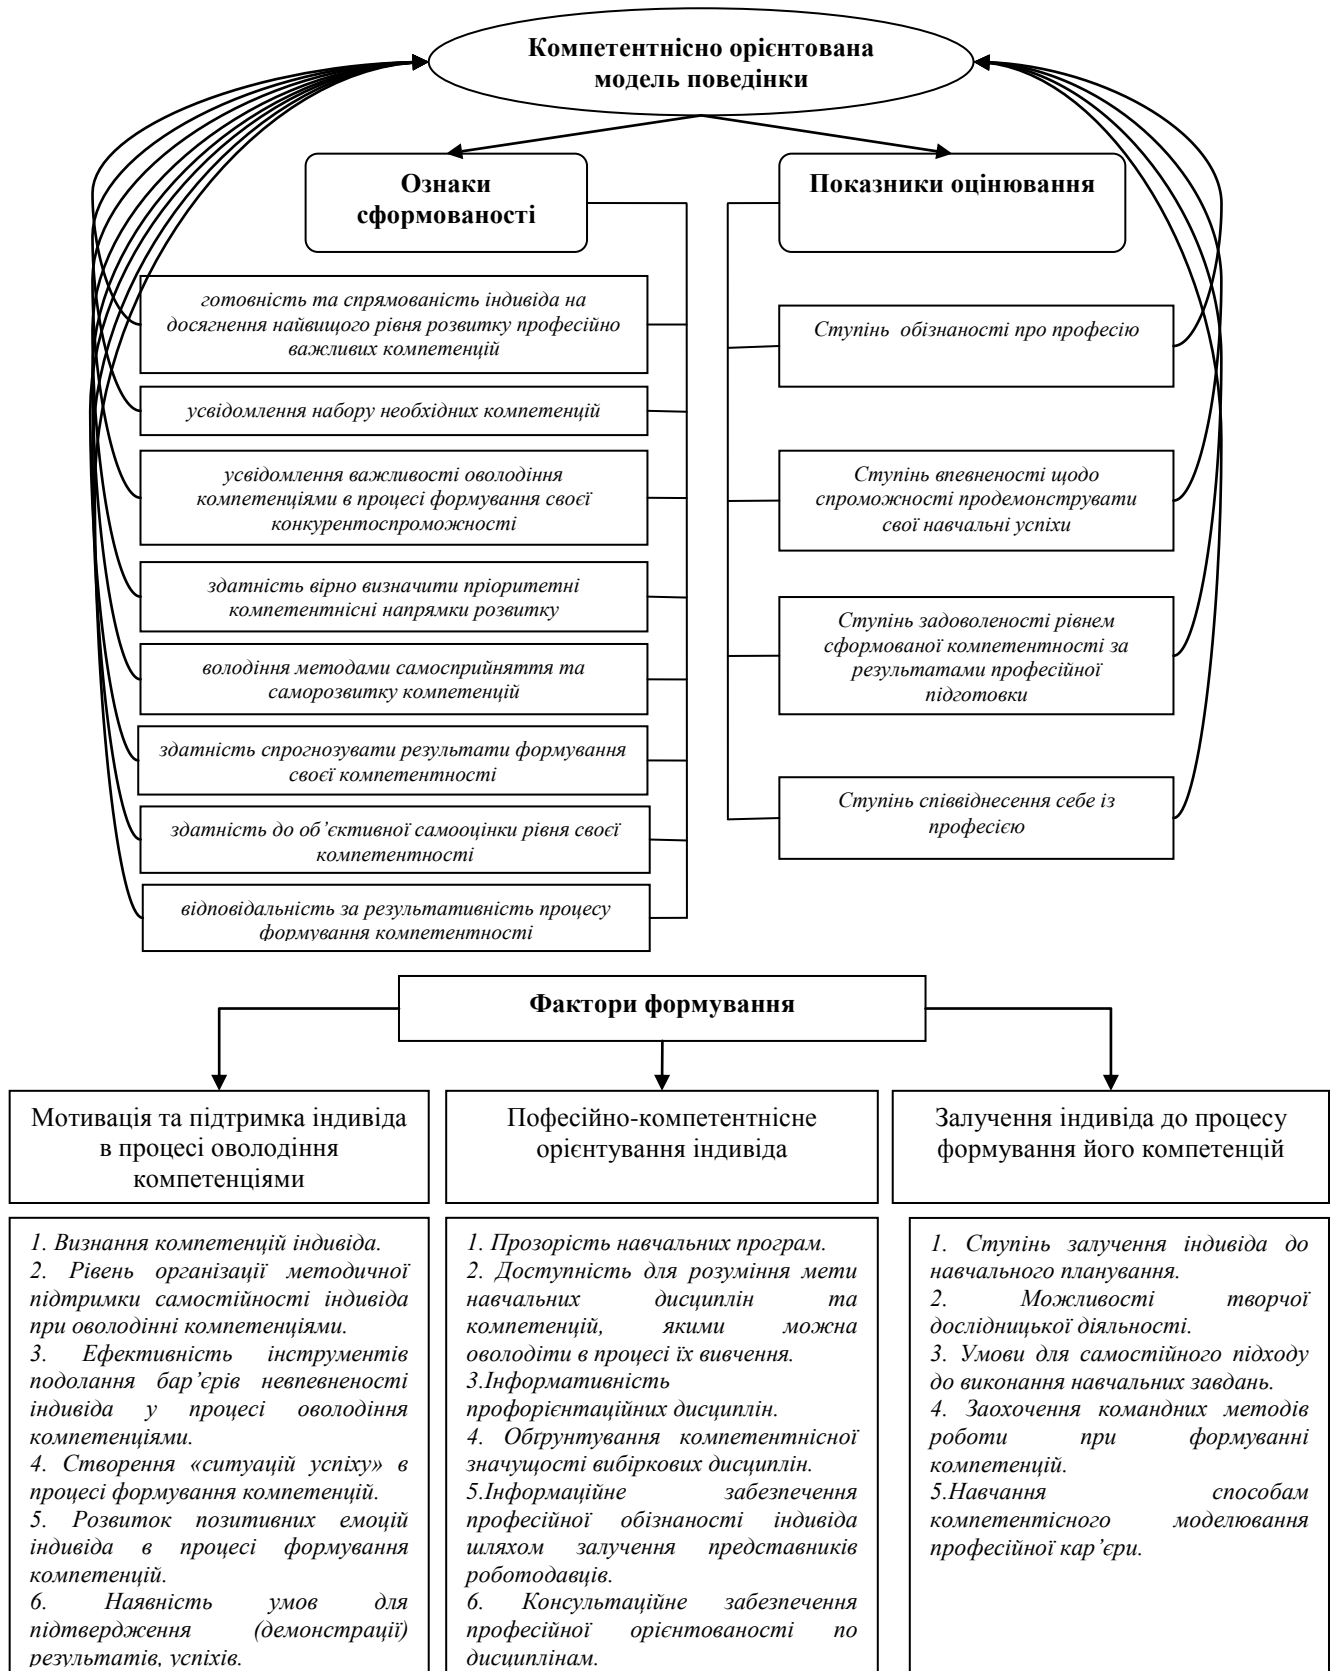 Компетентнісно орієнтована
модель поведінки
Ознаки
сформованості
Показники оцінювання
готовність та спрямованість індивіда на
досягнення найвищого рівня розвитку професійно
важливих компетенцій
усвідомлення набору необхідних компетенцій
усвідомлення важливості оволодіння
компетенціями в процесі формування своєї
конкурентоспроможності
здатність вірно визначити пріоритетні
компетентнісні напрямки розвитку
володіння методами самосприйняття та
саморозвитку компетенцій
здатність спрогнозувати результати формування
своєї компетентності
здатність до об’єктивної самооцінки рівня своєї
компетентності
відповідальність за результативність процесу
формування компетентності
Ступінь обізнаності про професію
Ступінь впевненості щодо
спроможності продемонструвати
свої навчальні успіхи
Ступінь задоволеності рівнем
сформованої компетентності за
результатами професійної
підготовки
Ступінь співвіднесення себе із
професією
Фактори формування
Мотивація та підтримка індивіда
в процесі оволодіння
компетенціями
Пофесійно-компетентнісне
орієнтування індивіда
Залучення індивіда до процесу
формування його компетенцій
1. Визнання компетенцій індивіда.
2. Рівень організації методичної
підтримки самостійності індивіда
при оволодінні компетенціями.
3. Ефективність інструментів
подолання бар’єрів невпевненості
індивіда у процесі оволодіння
компетенціями.
4. Створення «ситуацій успіху» в
процесі формування компетенцій.
5. Розвиток позитивних емоцій
індивіда в процесі формування
компетенцій.
6. Наявність умов для
підтвердження (демонстрації)
результатів, успіхів.
1. Прозорість навчальних програм.
2. Доступність для розуміння мети
навчальних дисциплін та
компетенцій, якими можна
оволодіти в процесі їх вивчення.
3.Інформативність
профорієнтаційних дисциплін.
4. Обґрунтування компетентнісної
значущості вибіркових дисциплін.
5.Інформаційне забезпечення
професійної обізнаності індивіда
шляхом залучення представників
роботодавців.
6. Консультаційне забезпечення
професійної орієнтованості по
дисциплінам.
1. Ступінь залучення індивіда до
навчального планування.
2. Можливості творчої
дослідницької діяльності.
3. Умови для самостійного підходу
до виконання навчальних завдань.
4. Заохочення командних методів
роботи при формуванні
компетенцій.
5.Навчання способам
компетентісного моделювання
професійної кар’єри.